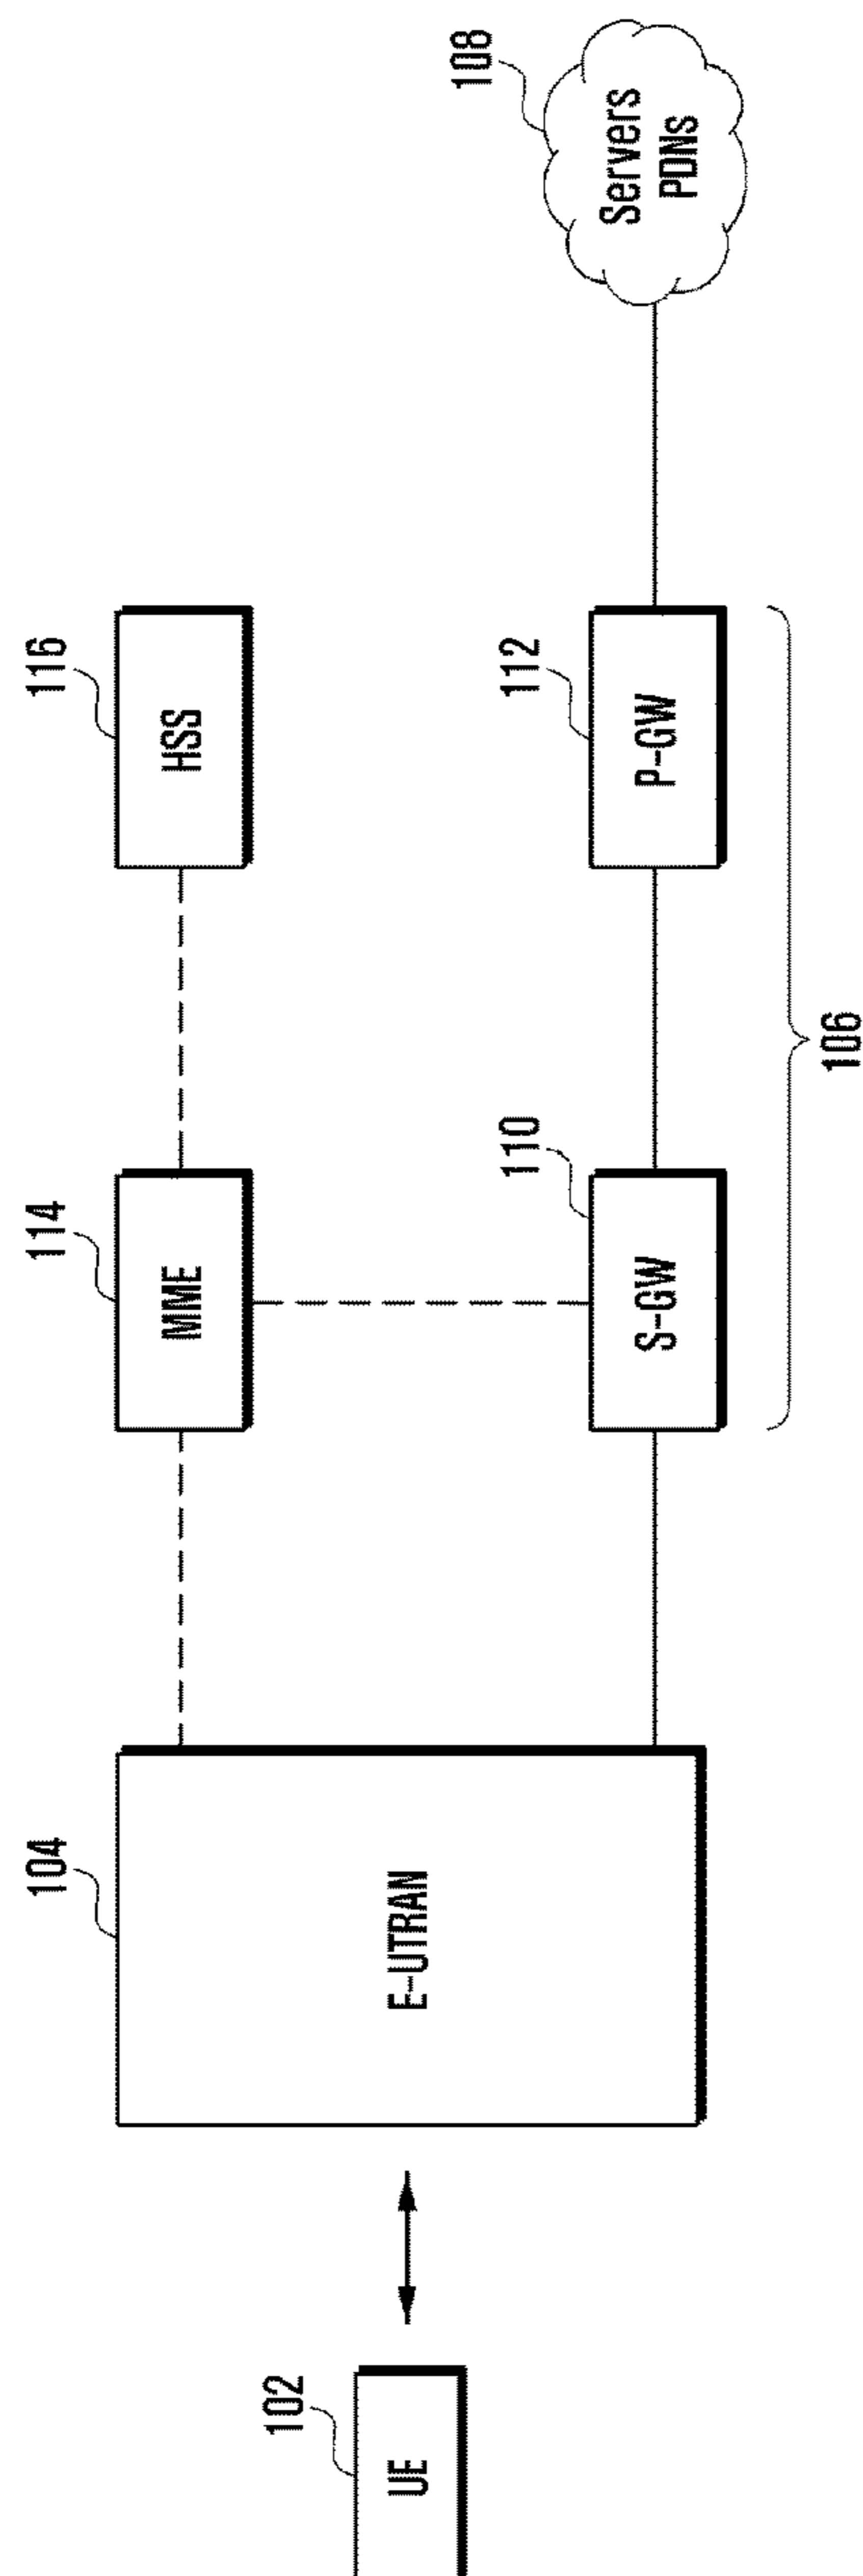 104
114
116
MME
HSS
102
UE
E-UTRAN
108
Servers
PDNs
110
112
S-GW
P-GW
106